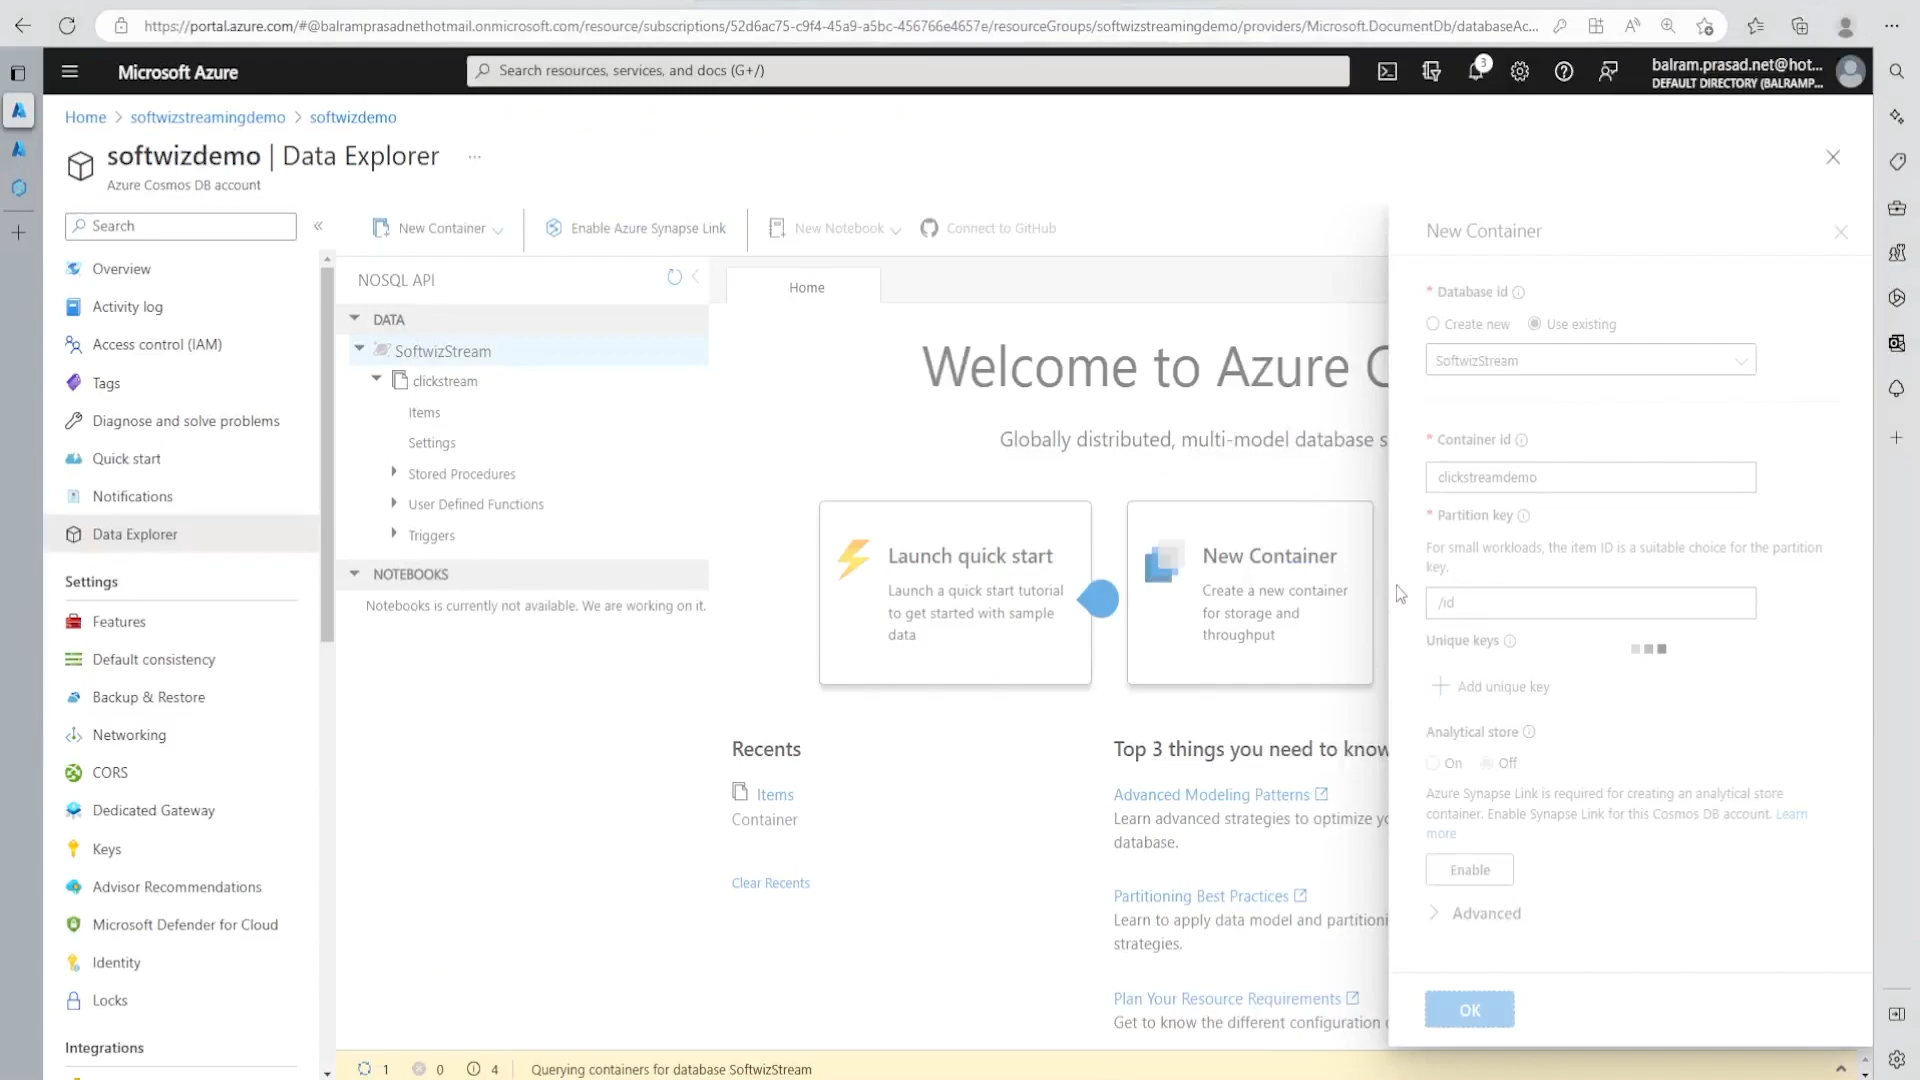 https://portal.azure.com/#@balramprasadnethotmail.onmicrosoft.com/resource/subscriptions/52d6ac75-c9f4-45a9-a5bc-456766e4657e/resourceGroups/softwizstreamingdemo/providers/Microsoft.DocumentDb/databaseAc...
Microsoft Azure
Search resources, services, and docs (G+/)
3
balram.prasad.net@hot...
DEFAULT DIRECTORY (BALRAMP...
Home > softwizstreamingdemo > softwizdemo
softwizdemo | Data Explorer ...
Azure Cosmos DB account
Search
Overview
Activity log
Access control (IAM)
Tags
Diagnose and solve problems
Quick start
Notifications
Data Explorer
Settings
Features
Default consistency
Backup & Restore
Networking
CORS
Dedicated Gateway
Keys
Advisor Recommendations
Microsoft Defender for Cloud
Identity
Locks
Integrations
New Container
Enable Azure Synapse Link
New Notebook
Connect to GitHub
NOSQL API
DATA
SoftwizStream
clickstream
Items
Settings
Stored Procedures
User Defined Functions
Triggers
NOTEBOOKS
Notebooks is currently not available. We are working on it.
Home
Welcome to Azure C
Globally distributed, multi-model database s
Launch quick start
Launch a quick start tutorial
to get started with sample
data
New Container
Create a new container
for storage and
throughput
Recents
Items
Container
Clear Recents
Top 3 things you need to know
Advanced Modeling Patterns
Learn advanced strategies to optimize yo
database.
Partitioning Best Practices
Learn to apply data model and partitioni
strategies.
Plan Your Resource Requirements
Get to know the different configuration c
New Container
* Database id
Create new
Use existing
SoftwizStream
* Container id
clickstreamdemo
* Partition key
For small workloads, the item ID is a suitable choice for the partition
key.
/id
Unique keys
Add unique key
Analytical store
On
Off
Azure Synapse Link is required for creating an analytical store
container. Enable Synapse Link for this Cosmos DB account. Learn
more
Enable
Advanced
OK
1
0
4
Querying containers for database SoftwizStream